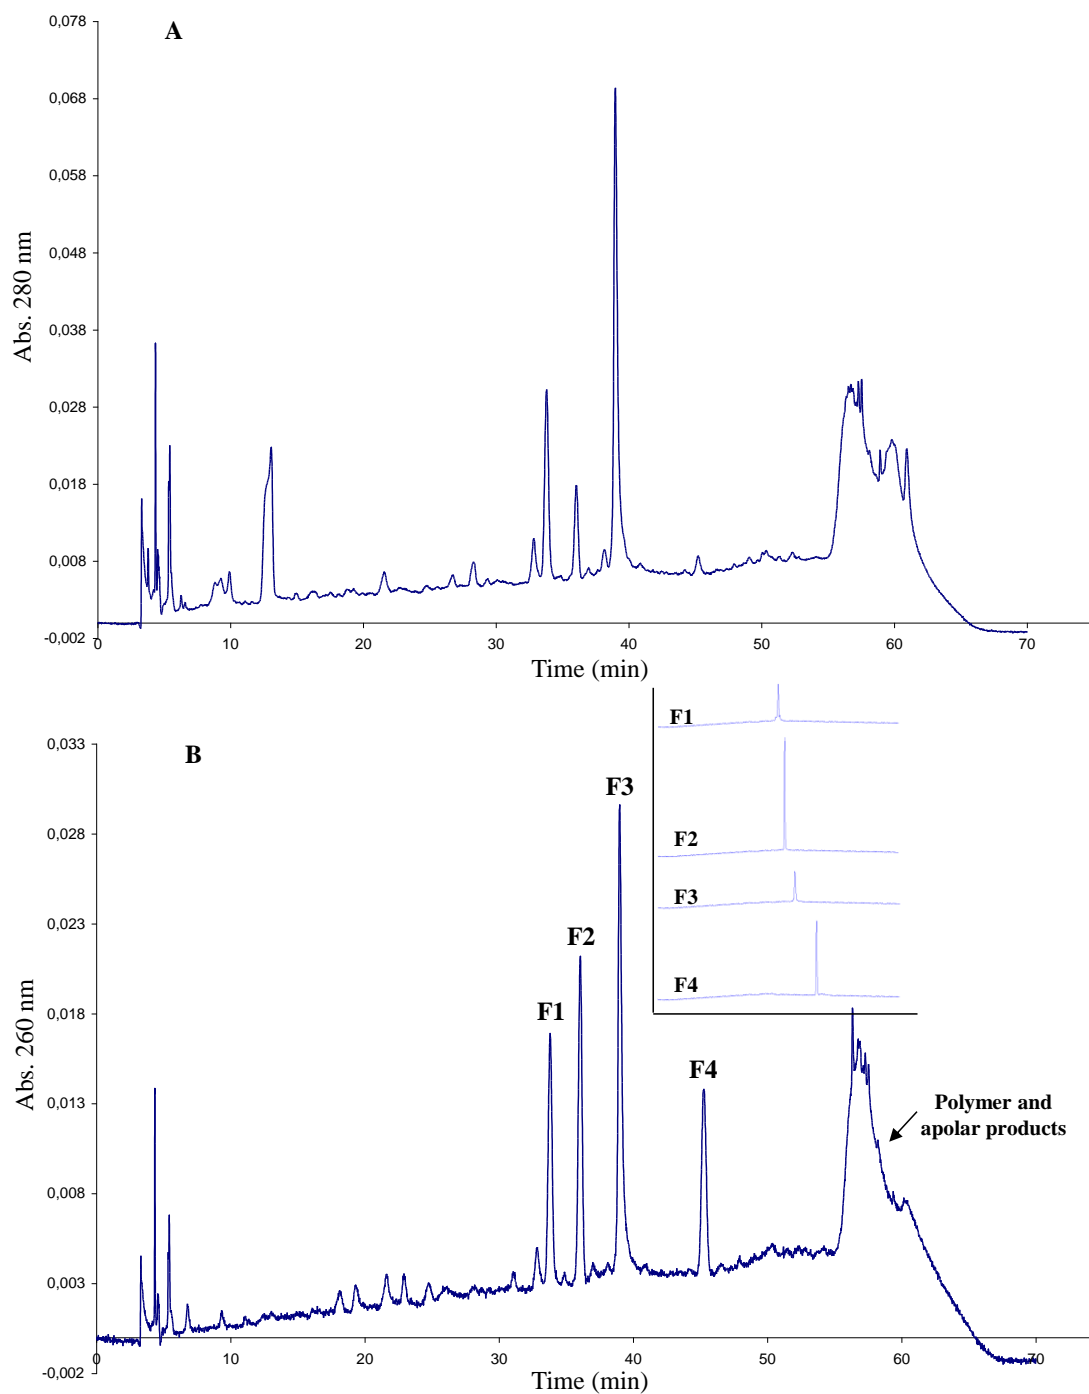 A
0,078
0,068
0,058
0,048
0,038
0,028
0,018
0,008
-0,002
Abs. 280 nm
0 10 20 30 40 50 60 70
Time (min)
B
0,033
0,028
0,023
0,018
0,013
0,008
0,003
-0,002
Abs. 260 nm
F1
F2
F3
F4
F1
F2
F3
F4
Polymer and
apolar products
0 10 20 30 40 50 60 70
Time (min)